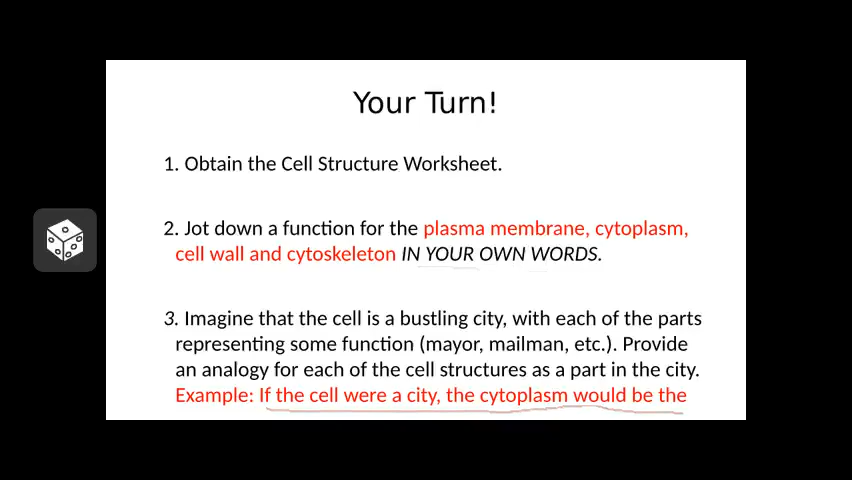 Your Turn!
1. Obtain the Cell Structure Worksheet.
2. Jot down a function for the plasma membrane, cytoplasm,
cell wall and cytoskeleton IN YOUR OWN WORDS.
3. Imagine that the cell is a bustling city, with each of the parts
representing some function (mayor, mailman, etc.). Provide
an analogy for each of the cell structures as a part in the city.
Example: If the cell were a city, the cytoplasm would be the